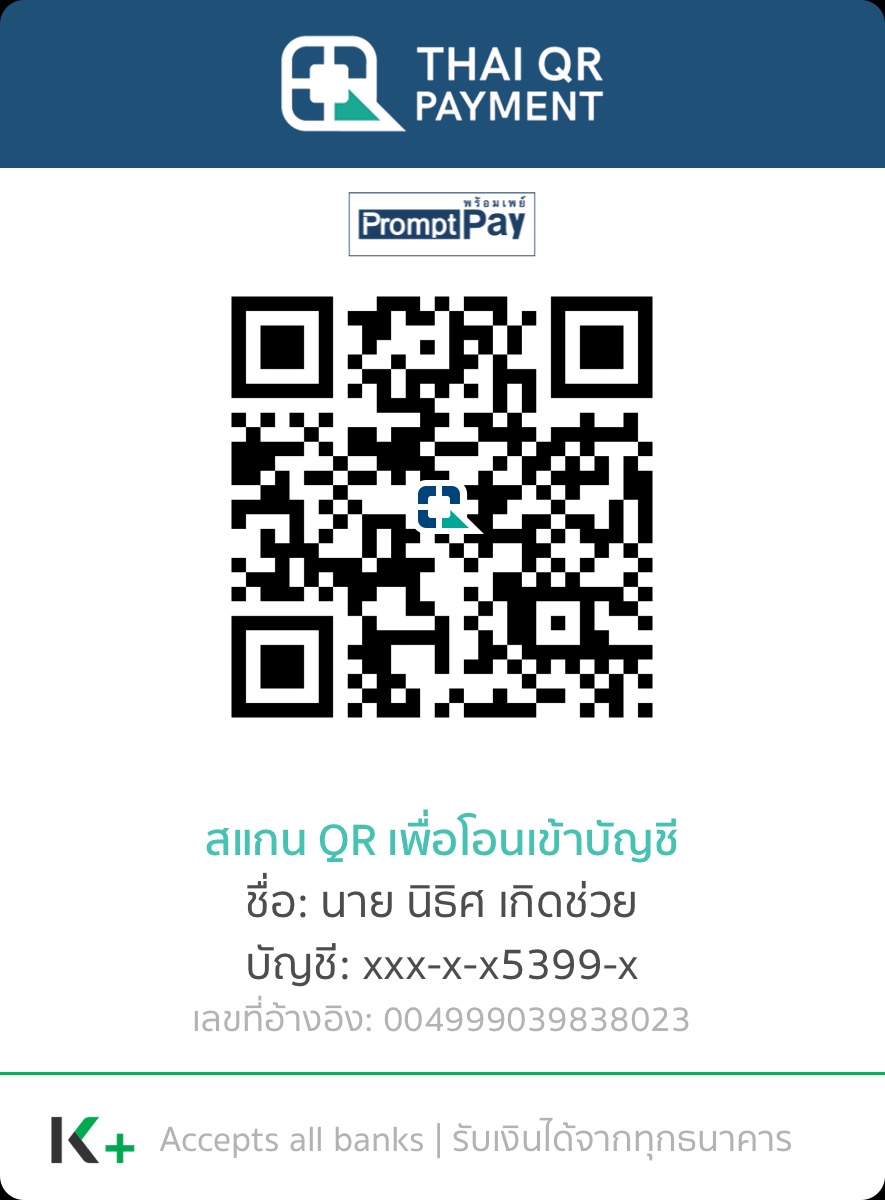 THAI QR
PAYMENT
พร้อมเพย์
PromptPay
สแกน QR เพื่อโอนเข้าบัญชี
ชื่อ: นาย นิธิศ เกิดช่วย
บัญชี: xxx-x-x5399-x
เลขที่อ้างอิง: 004999039838023
K+ Accepts all banks | รับเงินได้จากทุกธนาคาร